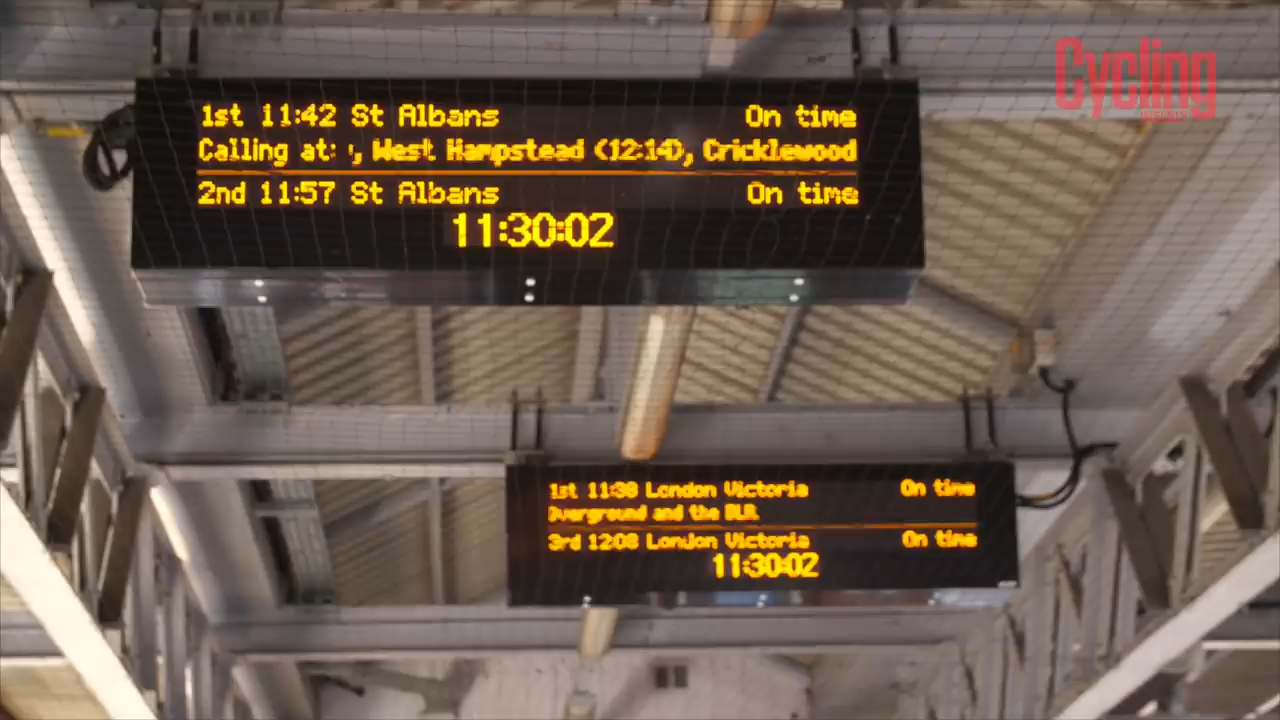 Cycling
1st 11:42 St Albans On time
Calling at: , West Hampstead (12:14), Cricklewood
2nd 11:57 St Albans On time
11:30:02
1st 11:38 London Victoria On time
Overground and the DLR.
3rd 12:08 London Victoria On time
11:30:02